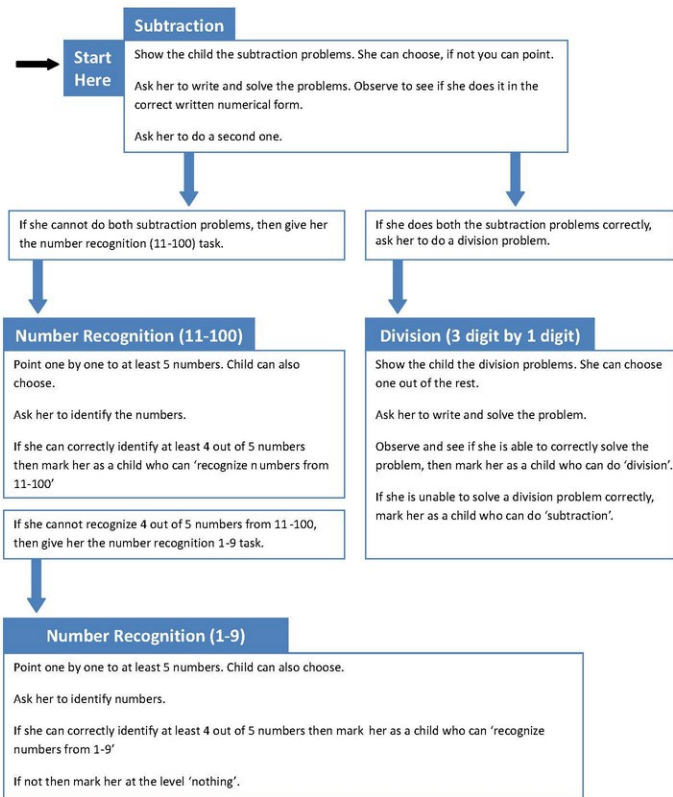 Subtraction
Start
Here
Show the child the subtraction problems. She can choose, if not you can point.
Ask her to write and solve the problems. Observe to see if she does it in the
correct written numerical form.
Ask her to do a second one.
If she cannot do both subtraction problems, then give her
the number recognition (11-100) task.
If she does both the subtraction problems correctly,
ask her to do a division problem.
Number Recognition (11-100)
Point one by one to at least 5 numbers. Child can also
choose.
Ask her to identify the numbers.
If she can correctly identify at least 4 out of 5 numbers
then mark her as a child who can ‘recognize numbers from
11-100’
If she cannot recognize 4 out of 5 numbers from 11-100,
then give her the number recognition 1-9 task.
Division (3 digit by 1 digit)
Show the child the division problems. She can choose
one out of the rest.
Ask her to write and solve the problem.
Observe and see if she is able to correctly solve the
problem, then mark her as a child who can do ‘division’.
If she is unable to solve a division problem correctly,
mark her as a child who can do ‘subtraction’.
Number Recognition (1-9)
Point one by one to at least 5 numbers. Child can also choose.
Ask her to identify numbers.
If she can correctly identify at least 4 out of 5 numbers then mark her as a child who can ‘recognize
numbers from 1-9’
If not then mark her at the level ‘nothing’.